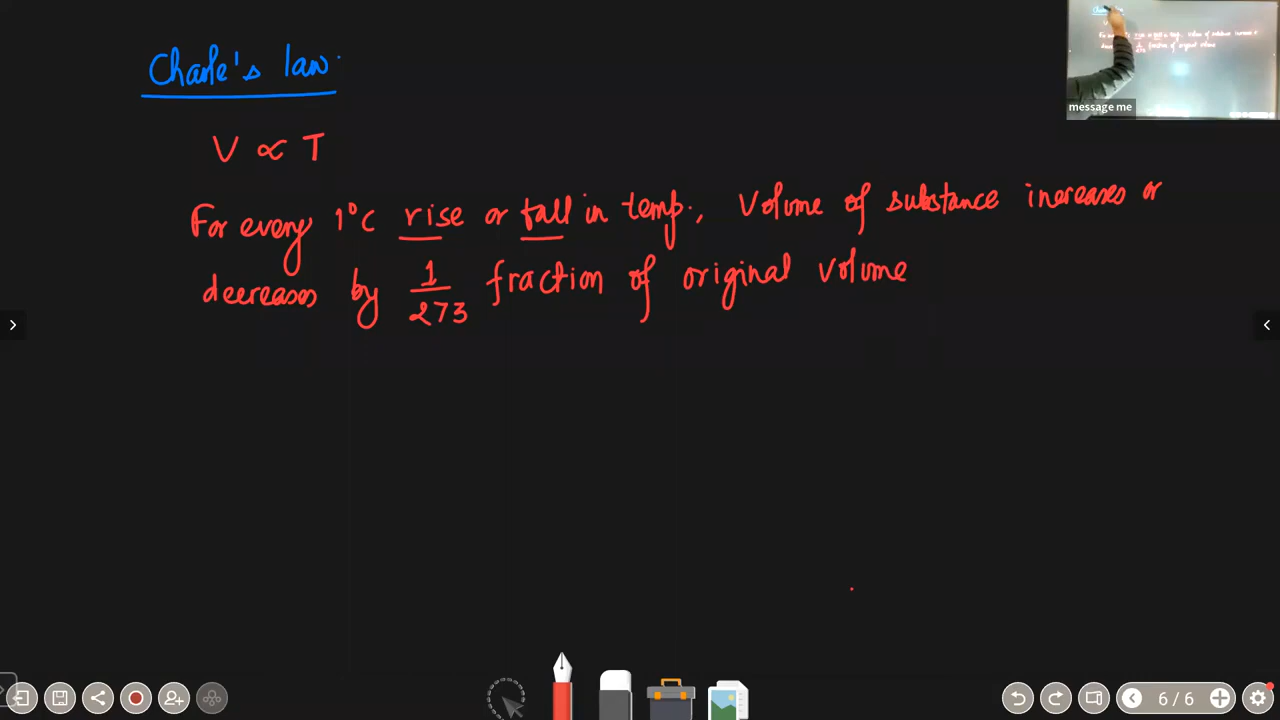 Charle's law.
V ∝ T
For every 1°C rise or fall in temp., Volume of substance increases or
decreases by 1/273 fraction of original volume
message me
6/6